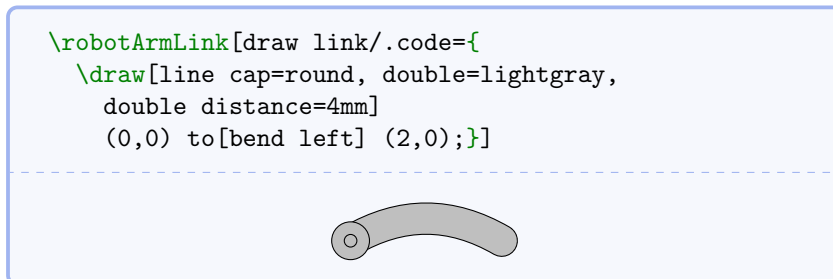 \robotArmLink[draw link/.code={
\draw[line cap=round, double=lightgray,
double distance=4mm]
(0,0) to[bend left] (2,0);}]